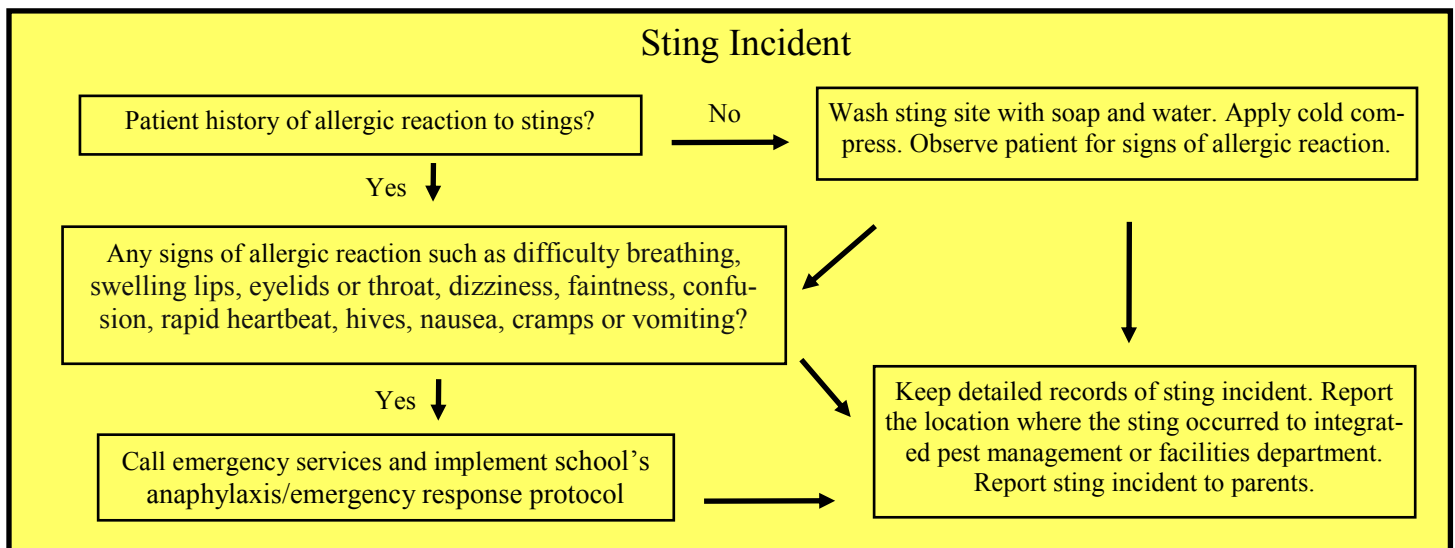 Sting Incident
Patient history of allergic reaction to stings?
No
Wash sting site with soap and water. Apply cold com-
press. Observe patient for signs of allergic reaction.
Yes
Any signs of allergic reaction such as difficulty breathing,
swelling lips, eyelids or throat, dizziness, faintness, confu-
sion, rapid heartbeat, hives, nausea, cramps or vomiting?
Yes
Call emergency services and implement school’s
anaphylaxis/emergency response protocol
Keep detailed records of sting incident. Report
the location where the sting occurred to integrat-
ed pest management or facilities department.
Report sting incident to parents.